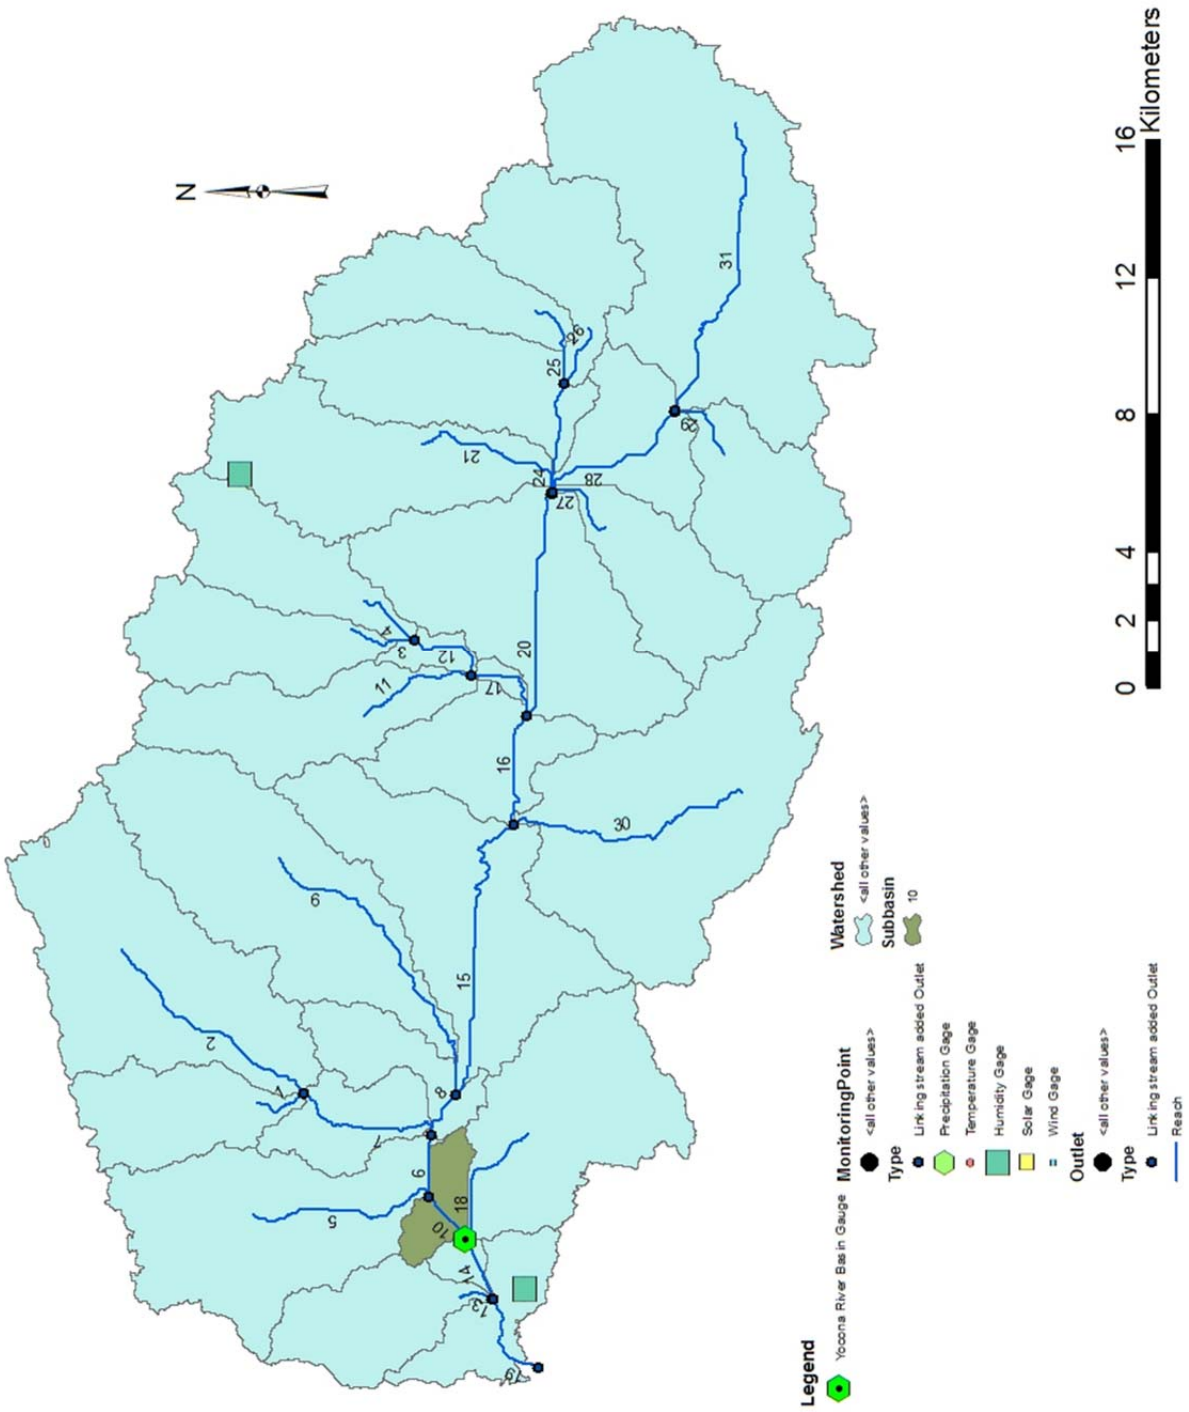 N
2
9
5
7
8
6
10
18
13
19
15
16
30
11
3
4
12
17
20
21
24
27
28
25
26
29
31
0 2 4 8 12 16
Kilometers
Legend
Yocona River Basin Gauge
MonitoringPoint
<all other values>
Type
Linking stream added Outlet
Precipitation Gage
Temperature Gage
Humidity Gage
Solar Gage
Wind Gage
Outlet
<all other values>
Type
Linking stream added Outlet
Reach
Watershed
<all other values>
Subbasin
10